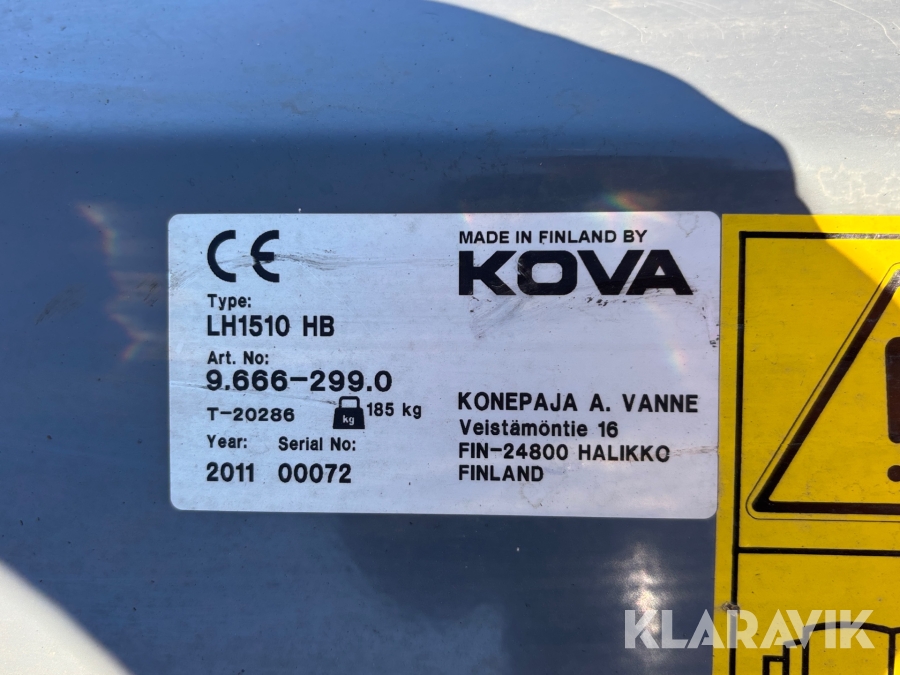 CE
MADE IN FINLAND BY
KOVA
Type:
LH1510 HB
Art. No:
9.666-299.0
T-20286
kg
185 kg
Year: Serial No:
2011 00072
KONEPAJA A. VANNE
Veistämöntie 16
FIN-24800 HALIKKO
FINLAND
KLARAVIK